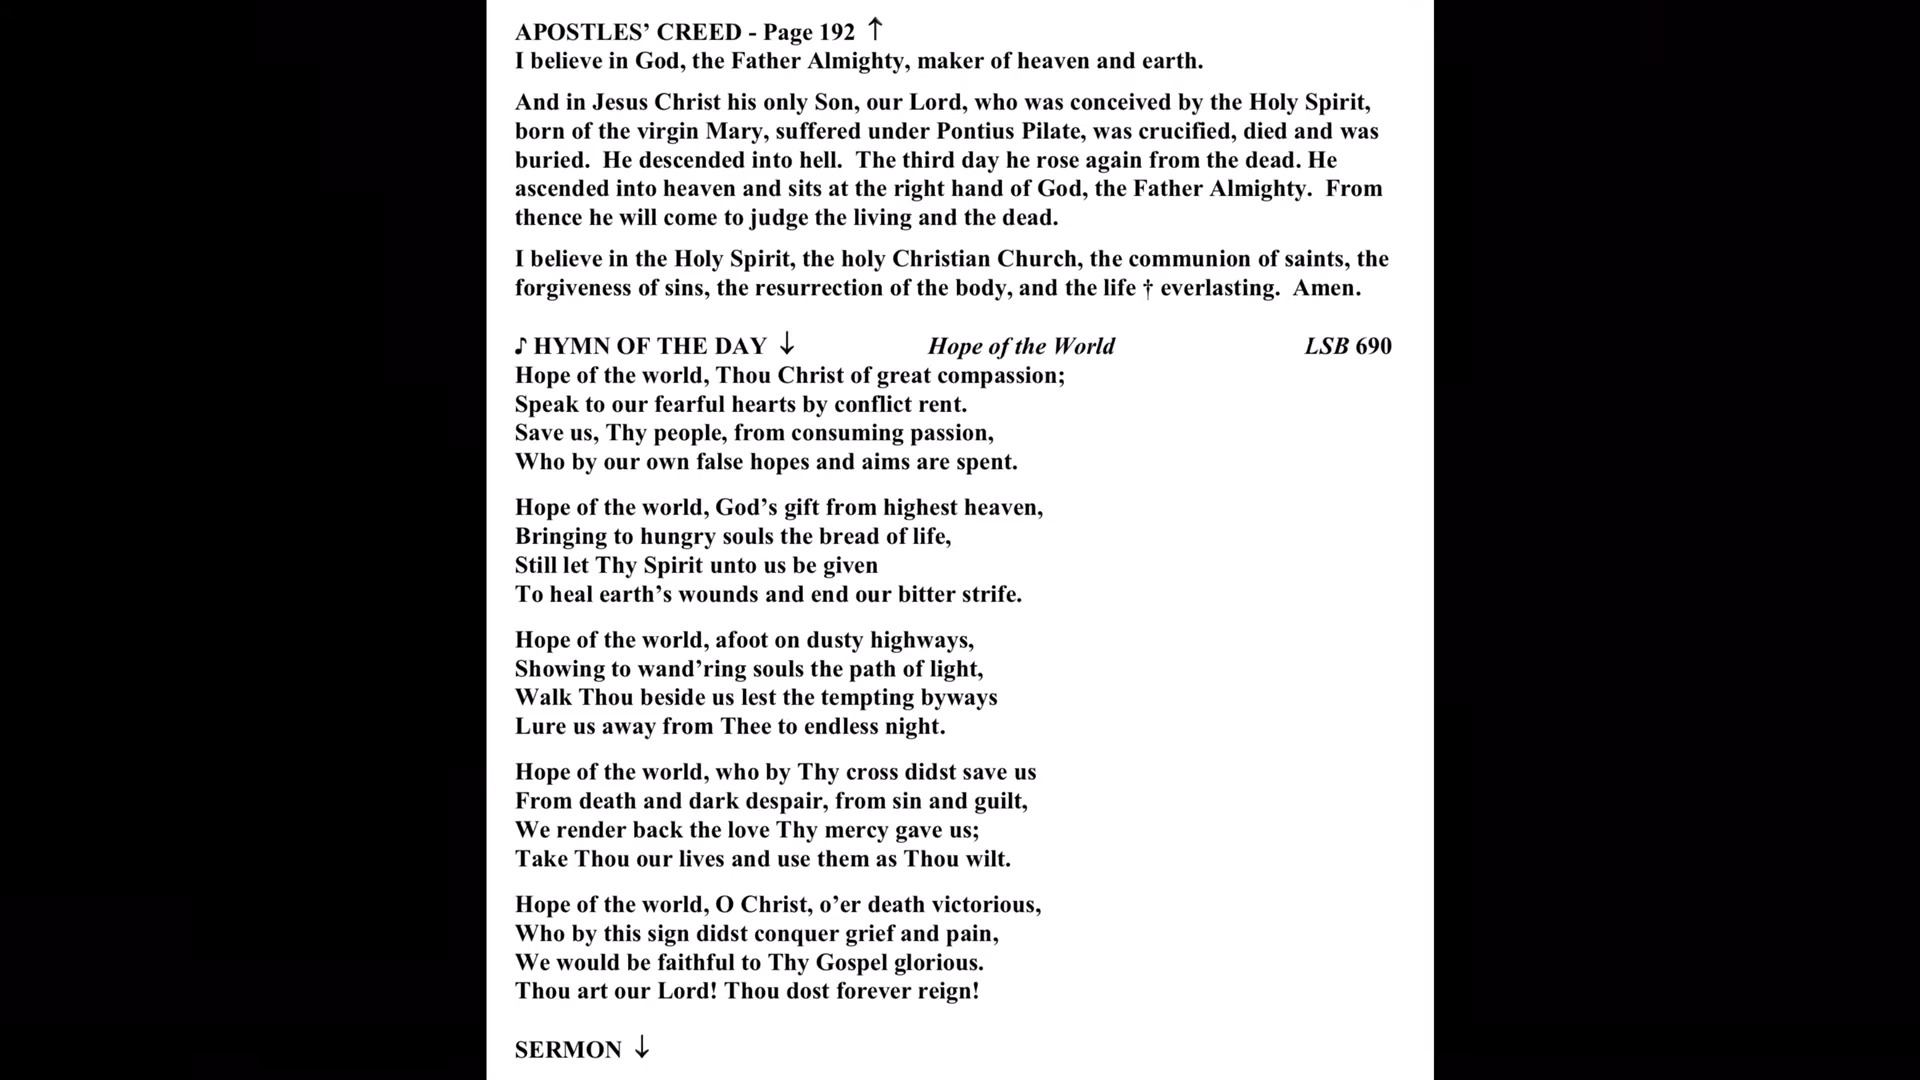 APOSTLES’ CREED - Page 192 ↑
I believe in God, the Father Almighty, maker of heaven and earth.
And in Jesus Christ his only Son, our Lord, who was conceived by the Holy Spirit,
born of the virgin Mary, suffered under Pontius Pilate, was crucified, died and was
buried.  He descended into hell.  The third day he rose again from the dead. He
ascended into heaven and sits at the right hand of God, the Father Almighty.  From
thence he will come to judge the living and the dead.
I believe in the Holy Spirit, the holy Christian Church, the communion of saints, the
forgiveness of sins, the resurrection of the body, and the life † everlasting.  Amen.
♪ HYMN OF THE DAY ↓ Hope of the World LSB 690
Hope of the world, Thou Christ of great compassion;
Speak to our fearful hearts by conflict rent.
Save us, Thy people, from consuming passion,
Who by our own false hopes and aims are spent.
Hope of the world, God’s gift from highest heaven,
Bringing to hungry souls the bread of life,
Still let Thy Spirit unto us be given
To heal earth’s wounds and end our bitter strife.
Hope of the world, afoot on dusty highways,
Showing to wand’ring souls the path of light,
Walk Thou beside us lest the tempting byways
Lure us away from Thee to endless night.
Hope of the world, who by Thy cross didst save us
From death and dark despair, from sin and guilt,
We render back the love Thy mercy gave us;
Take Thou our lives and use them as Thou wilt.
Hope of the world, O Christ, o’er death victorious,
Who by this sign didst conquer grief and pain,
We would be faithful to Thy Gospel glorious.
Thou art our Lord! Thou dost forever reign!
SERMON ↓